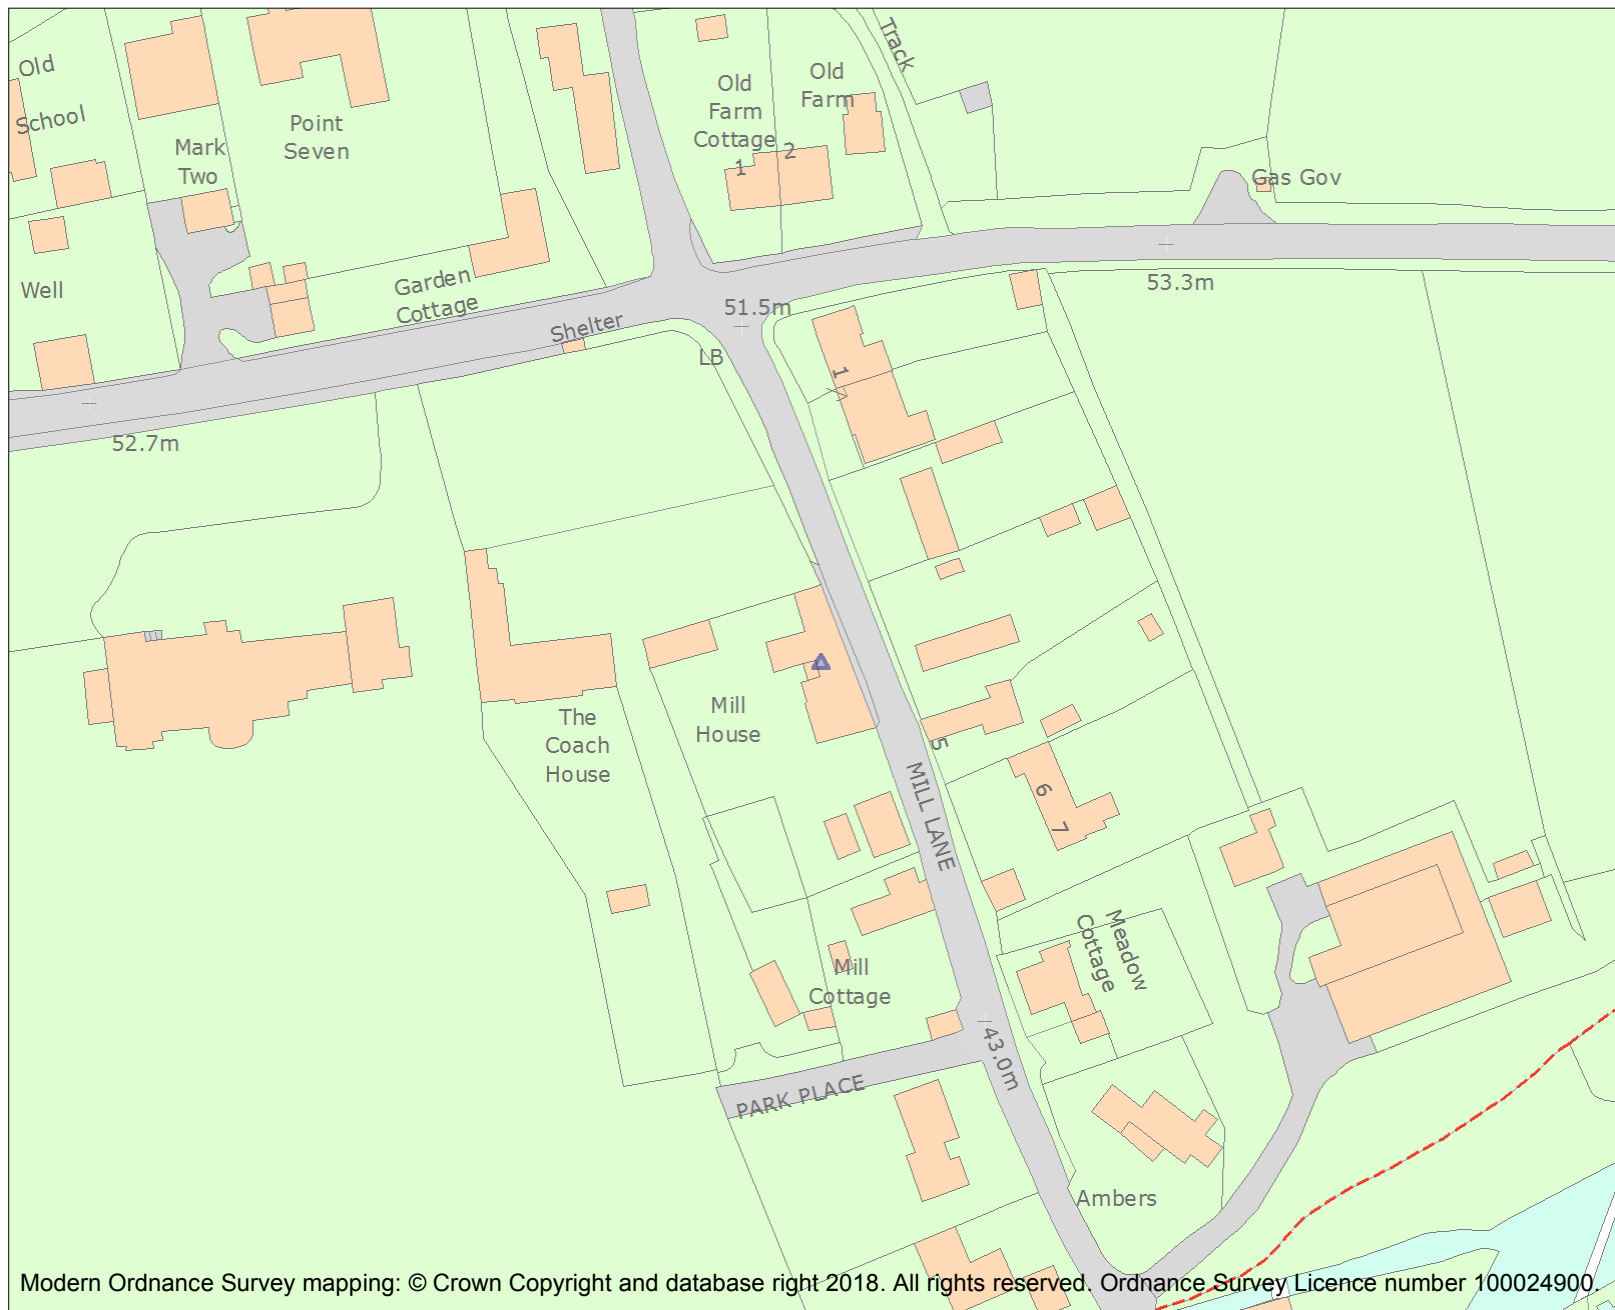 Track
Old
School
Old
Farm
Cottage
1
2
Old
Farm
Point
Seven
Mark
Two
Gas Gov
Well
Garden
Cottage
53.3m
51.5m
Shelter
LB
1
52.7m
Mill
House
The
Coach
House
5
MILL LANE
6
7
Meadow
Cottage
Mill
Cottage
43.0m
PARK PLACE
Ambers
Modern Ordnance Survey mapping: © Crown Copyright and database right 2018. All rights reserved. Ordnance Survey Licence number 100024900.